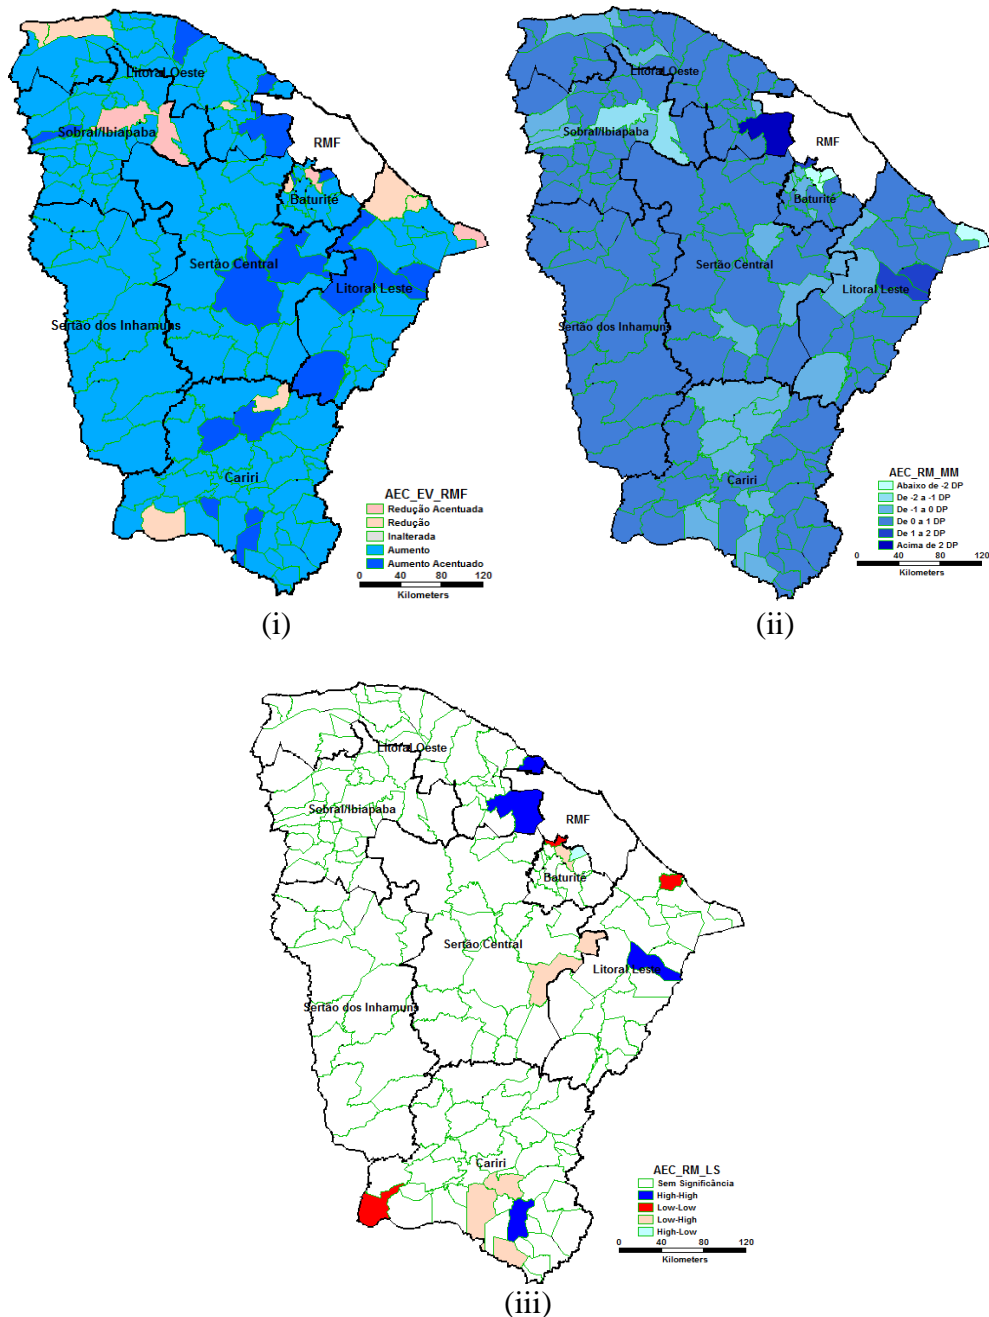 Litoral Oeste
Sobral/Ibiapaba
RMF
Baturité
Sertão Central
Litoral Leste
Sertão dos Inhamuns
Cariri
AEC_EV_RMF
Redução Acentuada
Redução
Inalterada
Aumento
Aumento Acentuado
0 40 80 120
Kilometers
(i)
Litoral Oeste
Sobral/Ibiapaba
RMF
Baturité
Sertão Central
Litoral Leste
Sertão dos Inhamuns
Cariri
AEC_RM_MM
Abaixo de -2 DP
De -2 a -1 DP
De -1 a 0 DP
De 0 a 1 DP
De 1 a 2 DP
Acima de 2 DP
0 40 80 120
Kilometers
(ii)
Litoral Oeste
Sobral/Ibiapaba
RMF
Baturité
Sertão Central
Litoral Leste
Sertão dos Inhamuns
Cariri
AEC_RM_LS
Sem Significância
High-High
Low-Low
Low-High
High-Low
0 40 80 120
Kilometers
(iii)